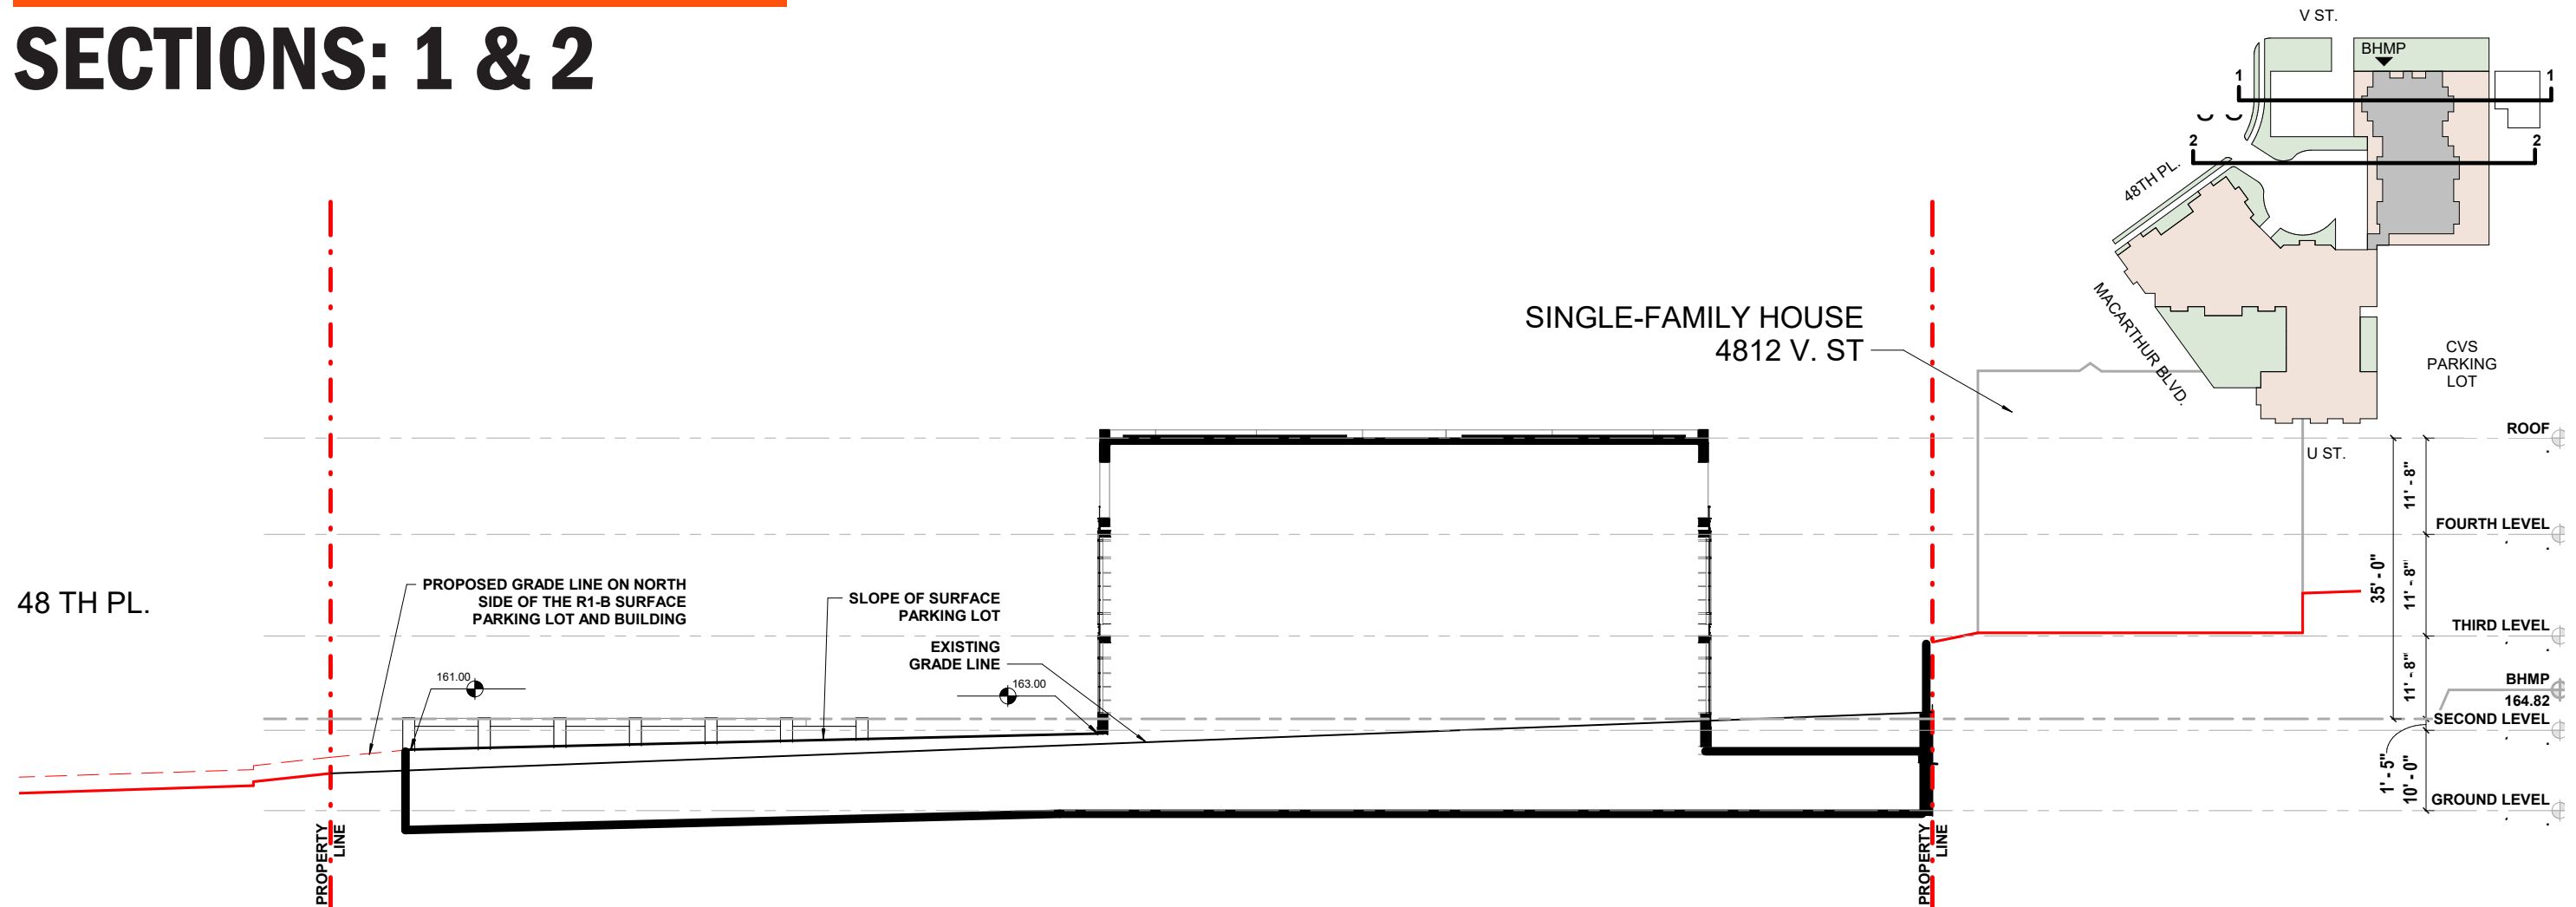 SECTIONS: 1 & 2
V ST.
BHMP
1
1
2
2
48TH PL.
MACARTHUR BLVD.
CVS
PARKING
LOT
U ST.
SINGLE-FAMILY HOUSE
4812 V. ST
48 TH PL.
PROPOSED GRADE LINE ON NORTH
SIDE OF THE R1-B SURFACE
PARKING LOT AND BUILDING
SLOPE OF SURFACE
PARKING LOT
EXISTING
GRADE LINE
161.00
163.00
ROOF
11' - 8"
FOURTH LEVEL
11' - 8"
35' - 0"
THIRD LEVEL
11' - 8"
BHMP
164.82
SECOND LEVEL
1' - 5"
10' - 0"
GROUND LEVEL
PROPERTY
LINE
PROPERTY
LINE